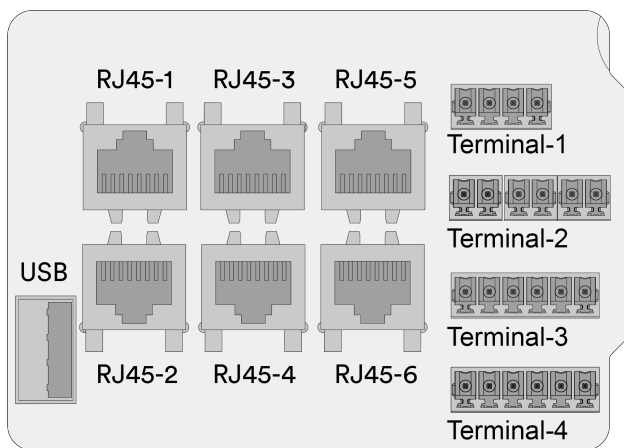 RJ45-1 RJ45-3 RJ45-5
Terminal-1
Terminal-2
USB
Terminal-3
RJ45-2 RJ45-4 RJ45-6
Terminal-4